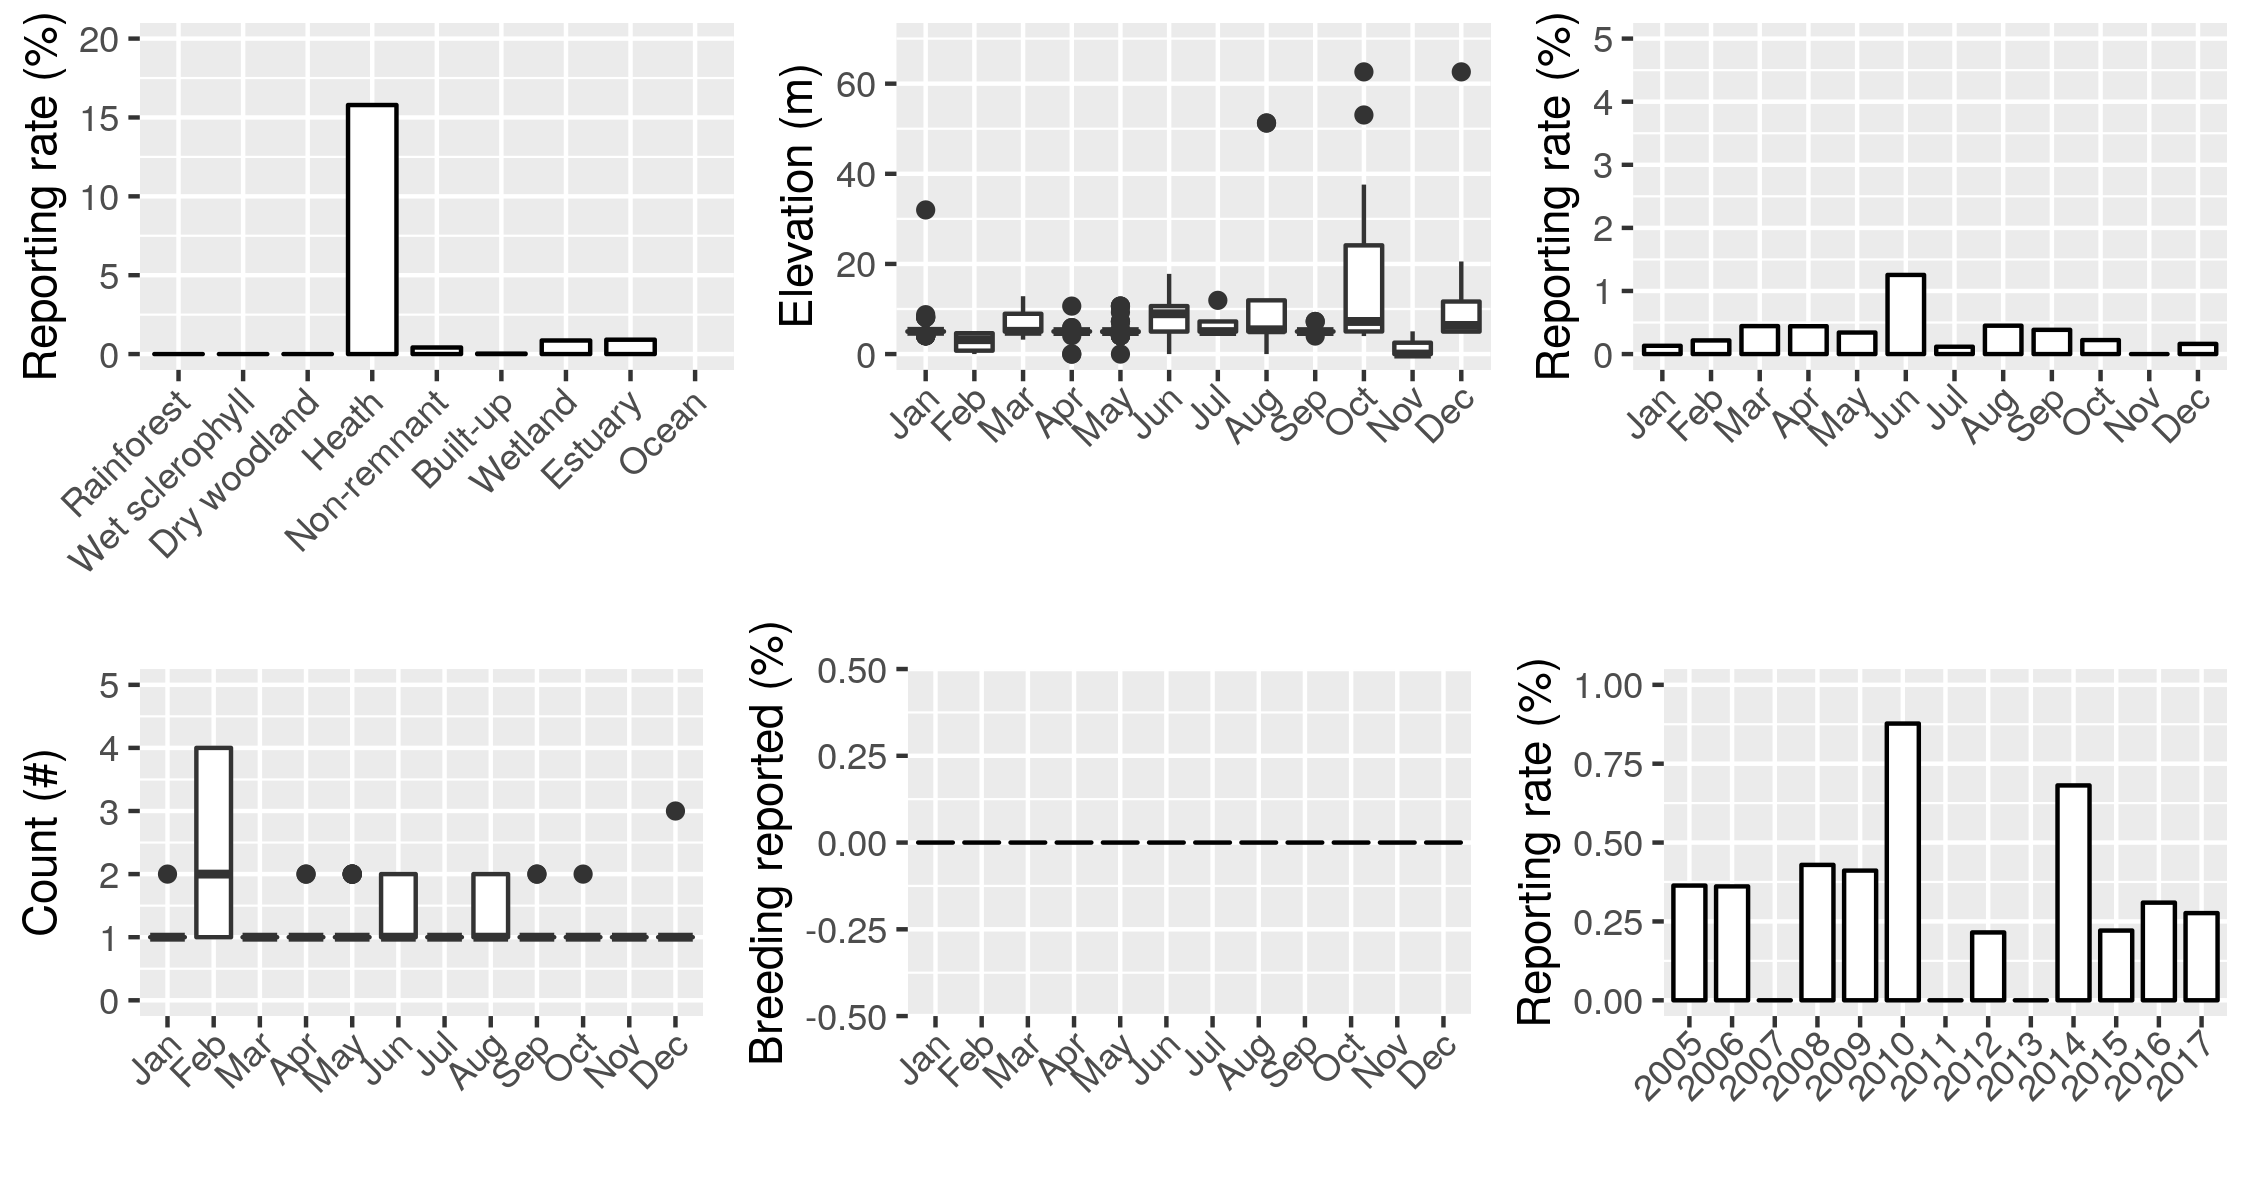 Reporting rate (%)
20
15
10
5
0
Rainforest
Wet sclerophyll
Dry woodland
Heath
Non-remnant
Built-up
Wetland
Estuary
Ocean
Elevation (m)
60
40
20
0
Jan
Feb
Mar
Apr
May
Jun
Jul
Aug
Sep
Oct
Nov
Dec
Reporting rate (%)
5
4
3
2
1
0
Jan
Feb
Mar
Apr
May
Jun
Jul
Aug
Sep
Oct
Nov
Dec
Count (#)
5
4
3
2
1
0
Jan
Feb
Mar
Apr
May
Jun
Jul
Aug
Sep
Oct
Nov
Dec
Breeding reported (%)
0.50
0.25
0.00
-0.25
-0.50
Jan
Feb
Mar
Apr
May
Jun
Jul
Aug
Sep
Oct
Nov
Dec
Reporting rate (%)
1.00
0.75
0.50
0.25
0.00
2005
2006
2007
2008
2009
2010
2011
2012
2013
2014
2015
2016
2017